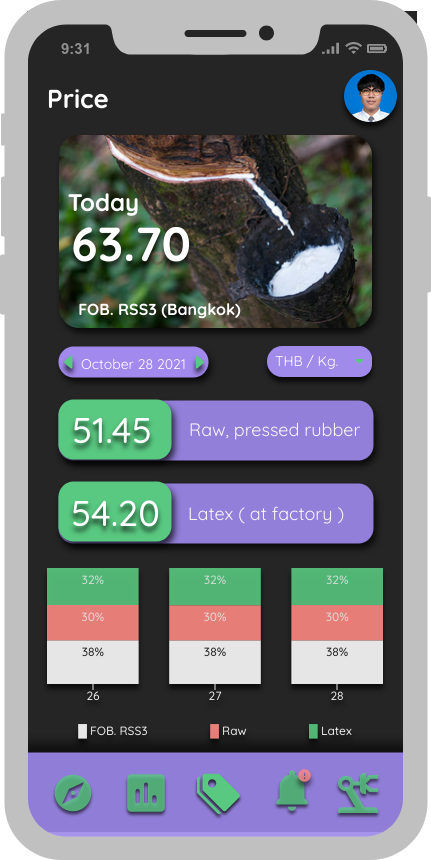 9:31
Price
Today
63.70
FOB. RSS3 (Bangkok)
October 28 2021
THB / Kg.
51.45
Raw, pressed rubber
54.20
Latex ( at factory )
32%
32%
32%
30%
30%
30%
38%
38%
38%
26
27
28
FOB. RSS3
Raw
Latex
!